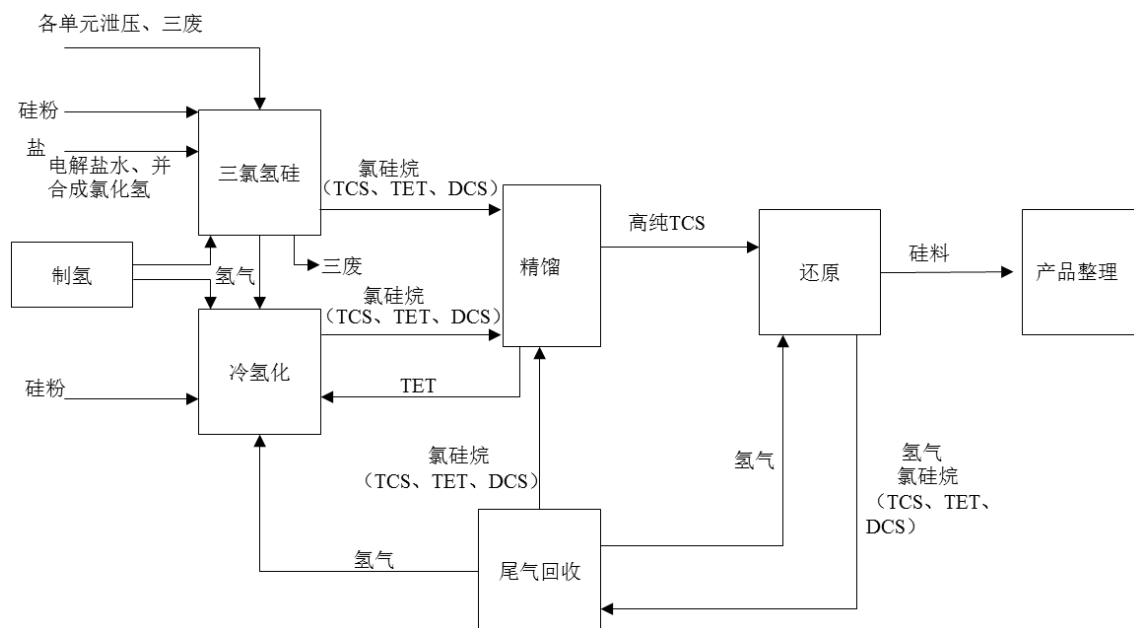 各单元泄压、三废
硅粉
盐
电解盐水、并
合成氯化氢
三氯氢硅
氯硅烷
（TCS、TET、DCS）
制氢
氢气
三废
精馏
高纯TCS
还原
硅料
产品整理
氯硅烷
（TCS、TET、DCS）
冷氢化
硅粉
TET
氯硅烷
（TCS、TET、DCS）
氢气
氢气
氯硅烷
（TCS、TET、
DCS）
氢气
尾气回收